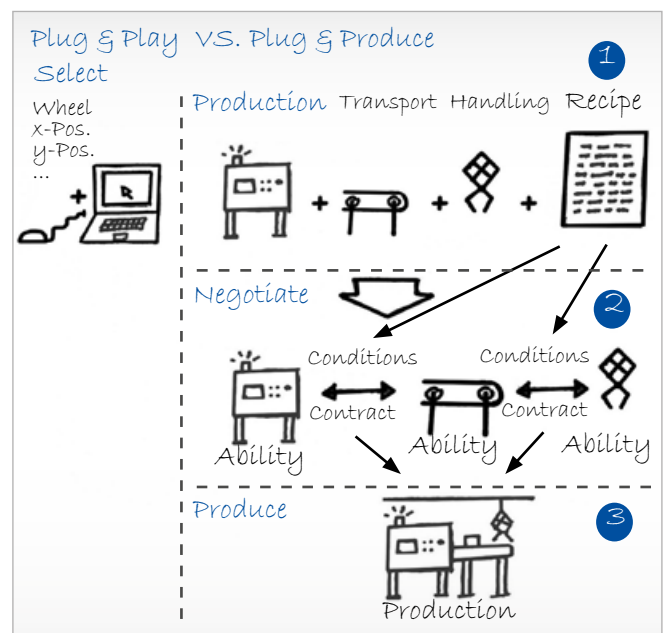 Plug & Play VS. Plug & Produce
Select
1
Wheel
x-Pos.
y-Pos.
...
Production Transport Handling Recipe
+
+ + +
Negotiate
2
Conditions Conditions
Contract Contract
Ability Ability Ability
Produce
3
Production